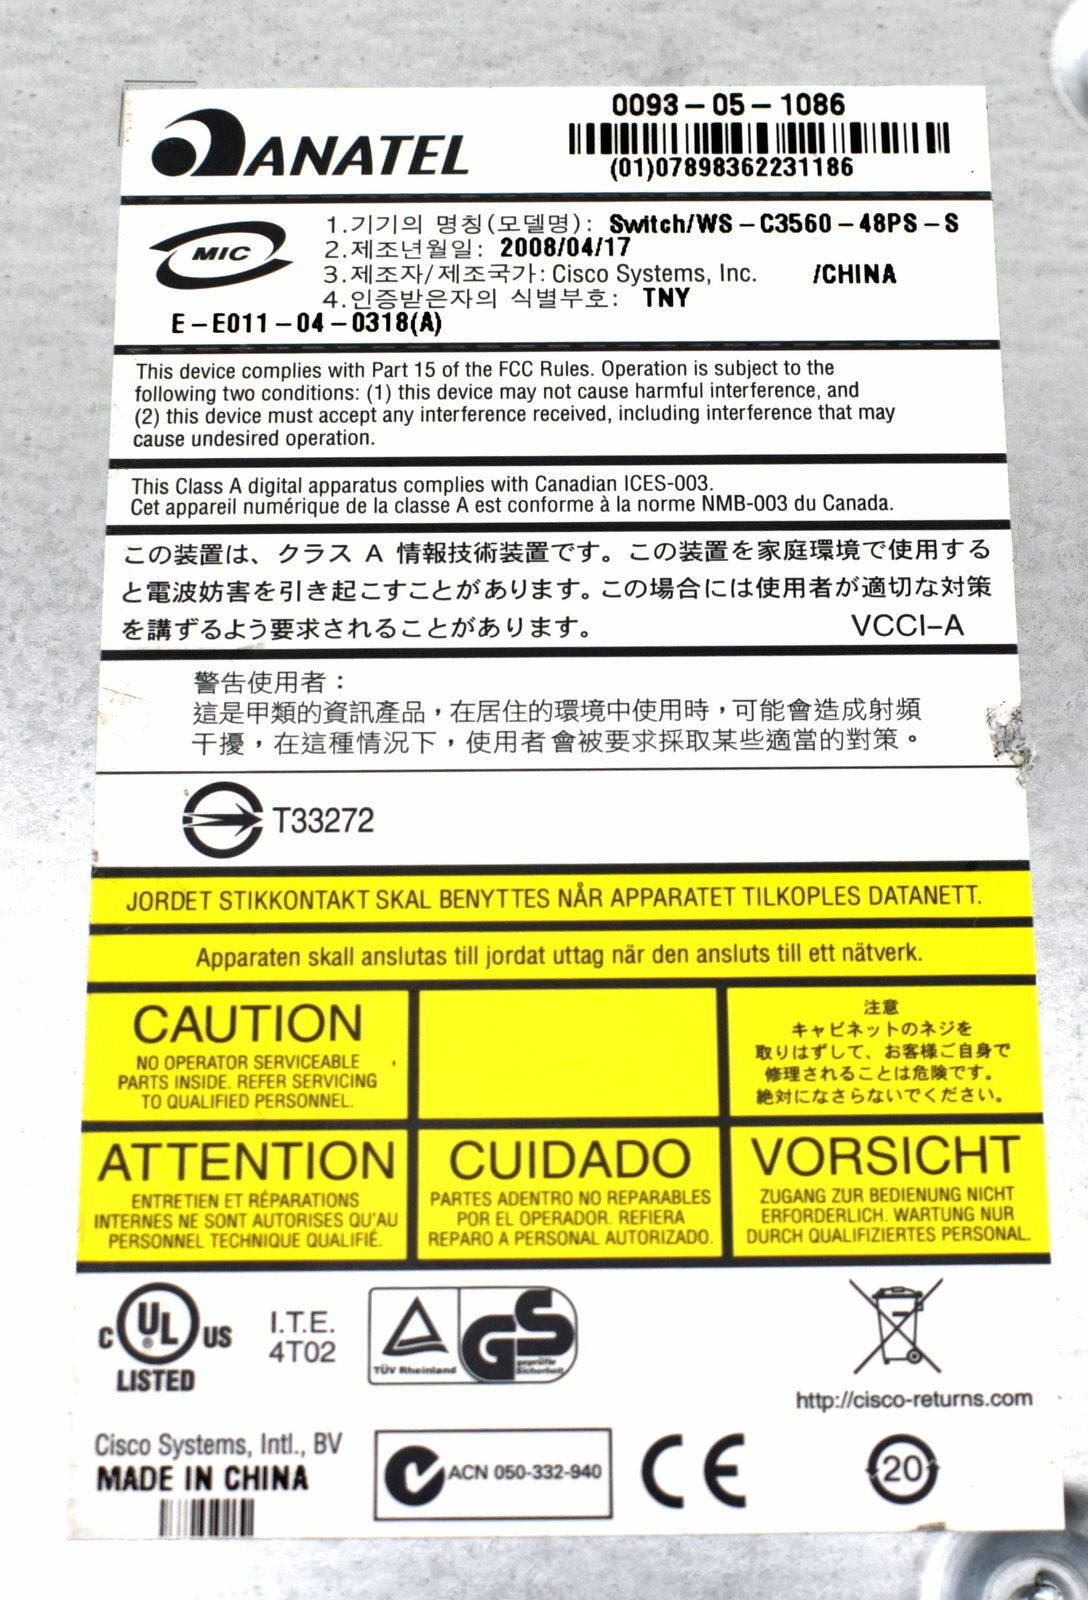 ANATEL
0093-05-1086
(01)07898362231186
MIC
1.기기의 명칭(모델명): Switch/WS-C3560-48PS-S
2.제조년월일: 2008/04/17
3.제조자/제조국가: Cisco Systems, Inc. /CHINA
4.인증받은자의 식별부호: TNY
E-E011-04-0318(A)
This device complies with Part 15 of the FCC Rules. Operation is subject to the
following two conditions: (1) this device may not cause harmful interference, and
(2) this device must accept any interference received, including interference that may
cause undesired operation.
This Class A digital apparatus complies with Canadian ICES-003.
Cet appareil numérique de la classe A est conforme à la norme NMB-003 du Canada.
この装置は、クラス A 情報技術装置です。この装置を家庭環境で使用する
と電波妨害を引き起こすことがあります。この場合には使用者が適切な対策
を講ずるよう要求されることがあります。 VCCI-A
警告使用者：
這是甲類的資訊產品，在居住的環境中使用時，可能會造成射頻
干擾，在這種情況下，使用者會被要求採取某些適當的對策。
T33272
JORDET STIKKONTAKT SKAL BENYTTES NÅR APPARATET TILKOPLES DATANETT.
Apparaten skall anslutas till jordat uttag när den ansluts till ett nätverk.
CAUTION
NO OPERATOR SERVICEABLE
PARTS INSIDE. REFER SERVICING
TO QUALIFIED PERSONNEL.
注意
キャビネットのネジを
取りはずして、お客様ご自身で
修理されることは危険です。
絶対になさらないでください。
ATTENTION
ENTRETIEN ET RÉPARATIONS
INTERNES NE SONT AUTORISES QU'AU
PERSONNEL TECHNIQUE QUALIFIÉ.
CUIDADO
PARTES ADENTRO NO REPARABLES
POR EL OPERADOR. REFIERA
REPARO A PERSONAL AUTORIZADO.
VORSICHT
ZUGANG ZUR BEDIENUNG NICHT
ERFORDERLICH. WARTUNG NUR
DURCH QUALIFIZIERTES PERSONAL.
C UL US
®
LISTED
I.T.E.
4T02
TÜV Rheinland
GS
geprüfte
Sicherheit
http://cisco-returns.com
Cisco Systems, Intl., BV
MADE IN CHINA
ACN 050-332-940
CE
20